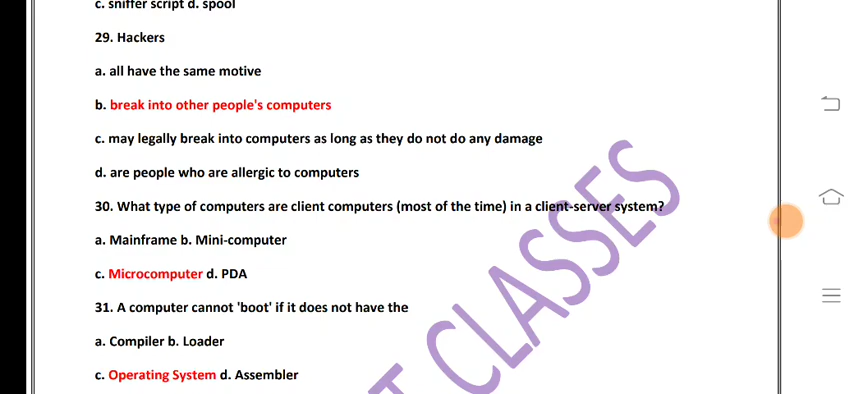 c. sniffer script d. spool
29. Hackers
a. all have the same motive
b. break into other people's computers
c. may legally break into computers as long as they do not do any damage
d. are people who are allergic to computers
30. What type of computers are client computers (most of the time) in a client-server system?
a. Mainframe b. Mini-computer
c. Microcomputer d. PDA
31. A computer cannot 'boot' if it does not have the
a. Compiler b. Loader
c. Operating System d. Assembler
CLASSES